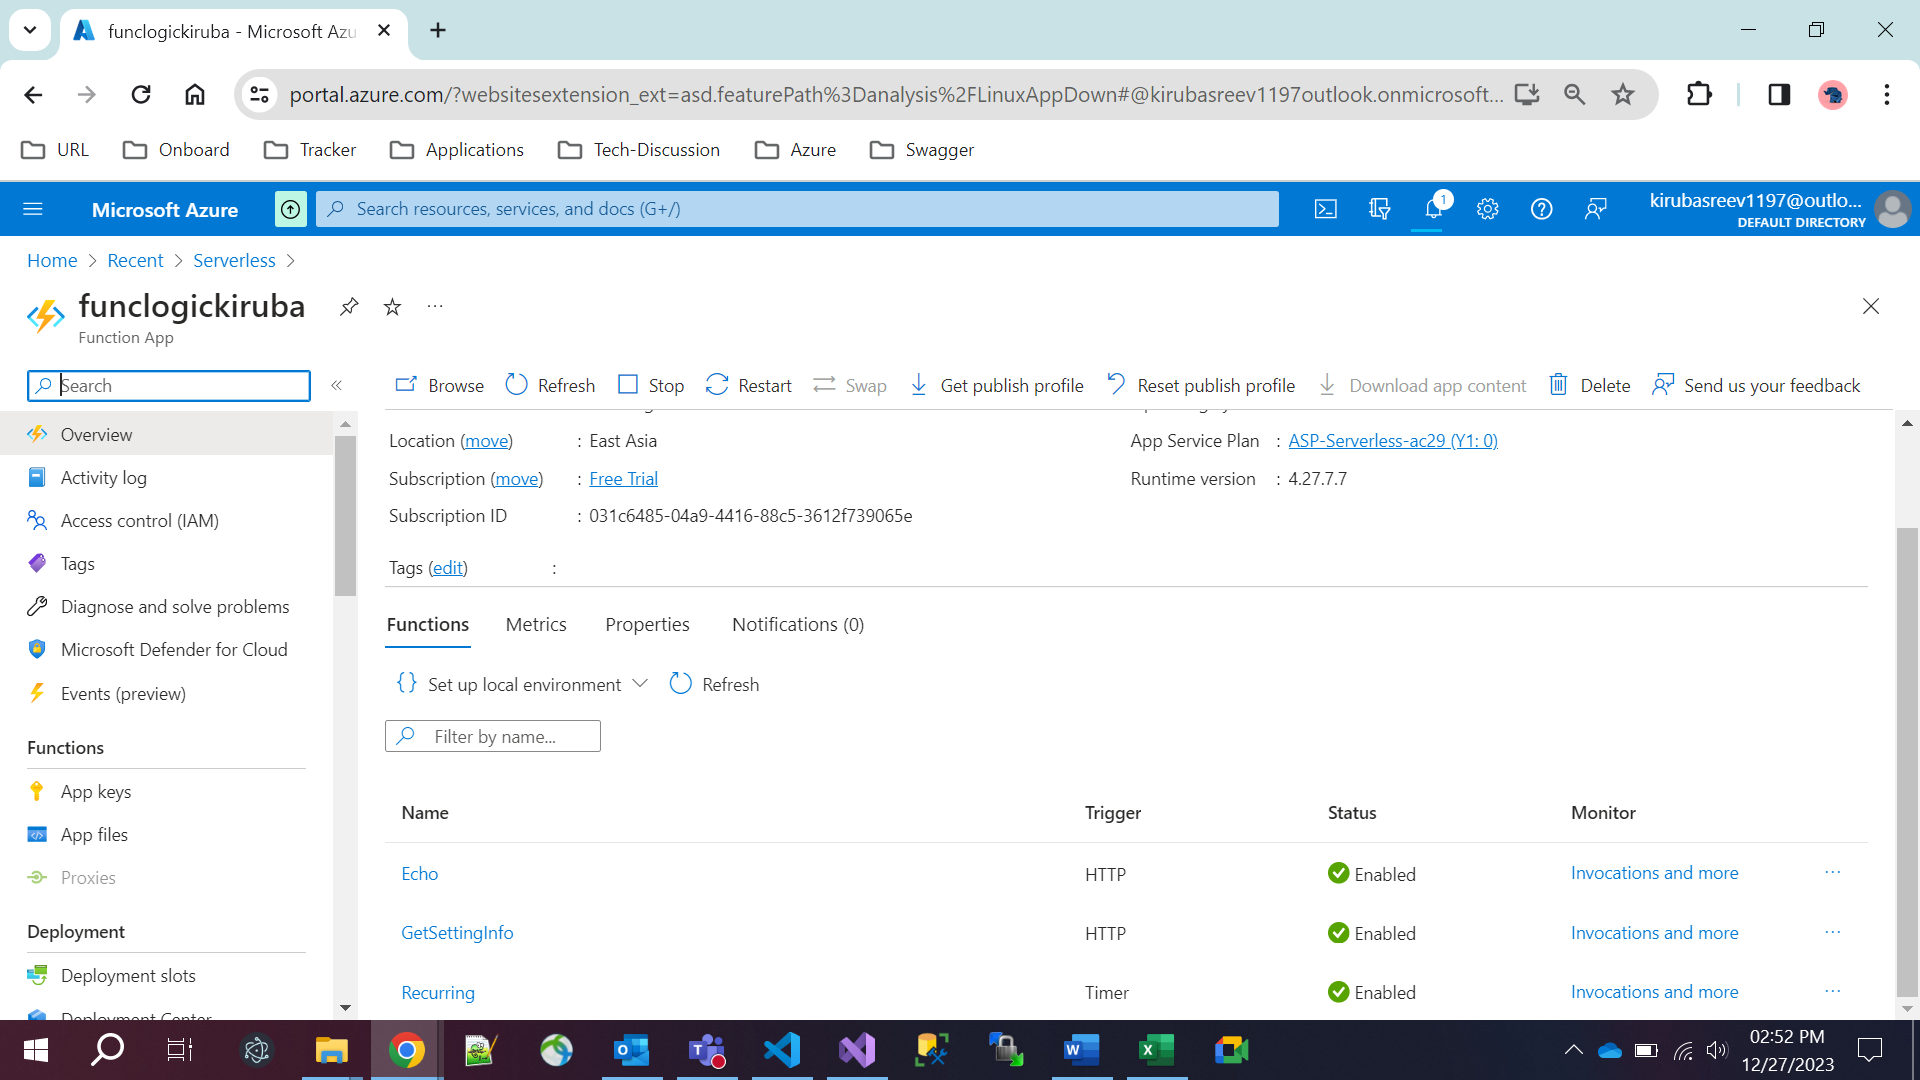 funclogickiruba - Microsoft Azu
portal.azure.com/?websitesextension_ext=asd.featurePath%3Danalysis%2FLinuxAppDown#@kirubasreev1197outlook.onmicrosoft...
URL Onboard Tracker Applications Tech-Discussion Azure Swagger
Microsoft Azure Search resources, services, and docs (G+/) 1 kirubasreev1197@outlo...
DEFAULT DIRECTORY
Home > Recent > Serverless >
funclogickiruba ...
Function App
Search « Browse Refresh Stop Restart Swap Get publish profile Reset publish profile Download app content Delete Send us your feedback
Overview
Activity log
Access control (IAM)
Tags
Diagnose and solve problems
Microsoft Defender for Cloud
Events (preview)
Functions
App keys
App files
Proxies
Deployment
Deployment slots
Deployment Center
Location (move) : East Asia
Subscription (move) : Free Trial
Subscription ID : 031c6485-04a9-4416-88c5-3612f739065e
App Service Plan : ASP-Serverless-ac29 (Y1: 0)
Runtime version : 4.27.7.7
Tags (edit) :
Functions Metrics Properties Notifications (0)
Set up local environment Refresh
Filter by name...
Name Trigger Status Monitor
Echo HTTP Enabled Invocations and more ...
GetSettingInfo HTTP Enabled Invocations and more ...
Recurring Timer Enabled Invocations and more ...
02:52 PM
12/27/2023